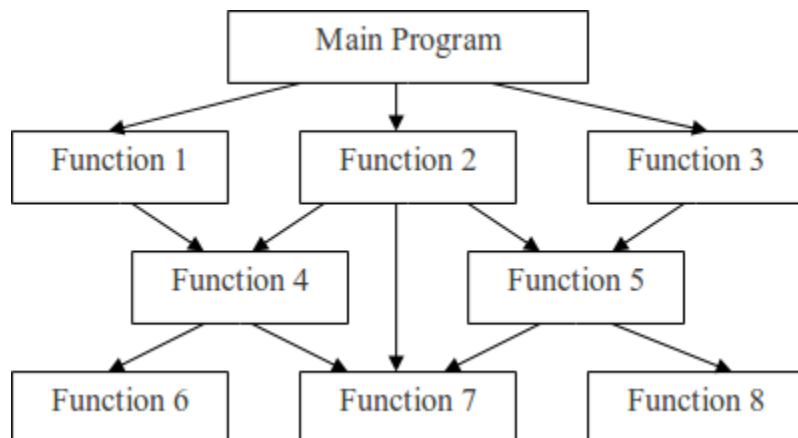 Main Program
Function 1
Function 2
Function 3
Function 4
Function 5
Function 6
Function 7
Function 8